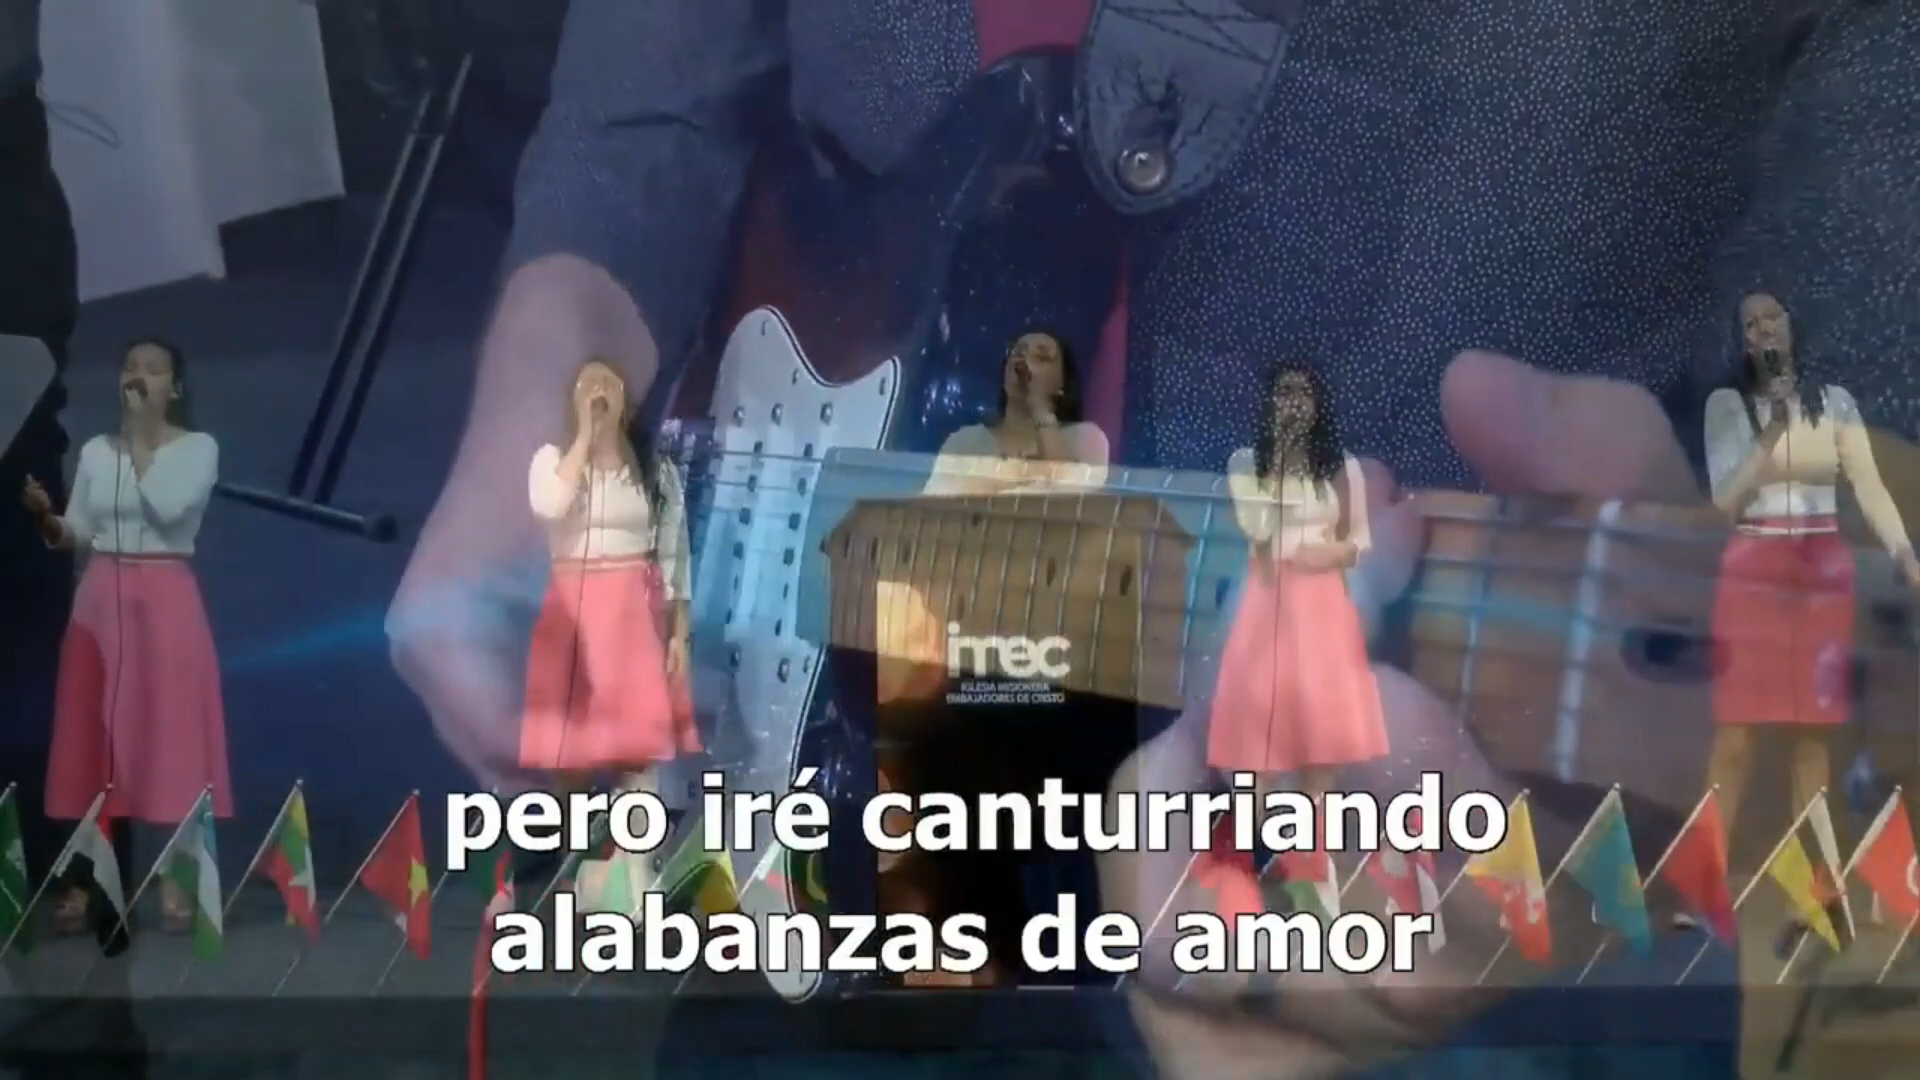 imec
IGLESIA MISIONERA
EMBAJADORES DE CRISTO
pero iré canturriando
alabanzas de amor